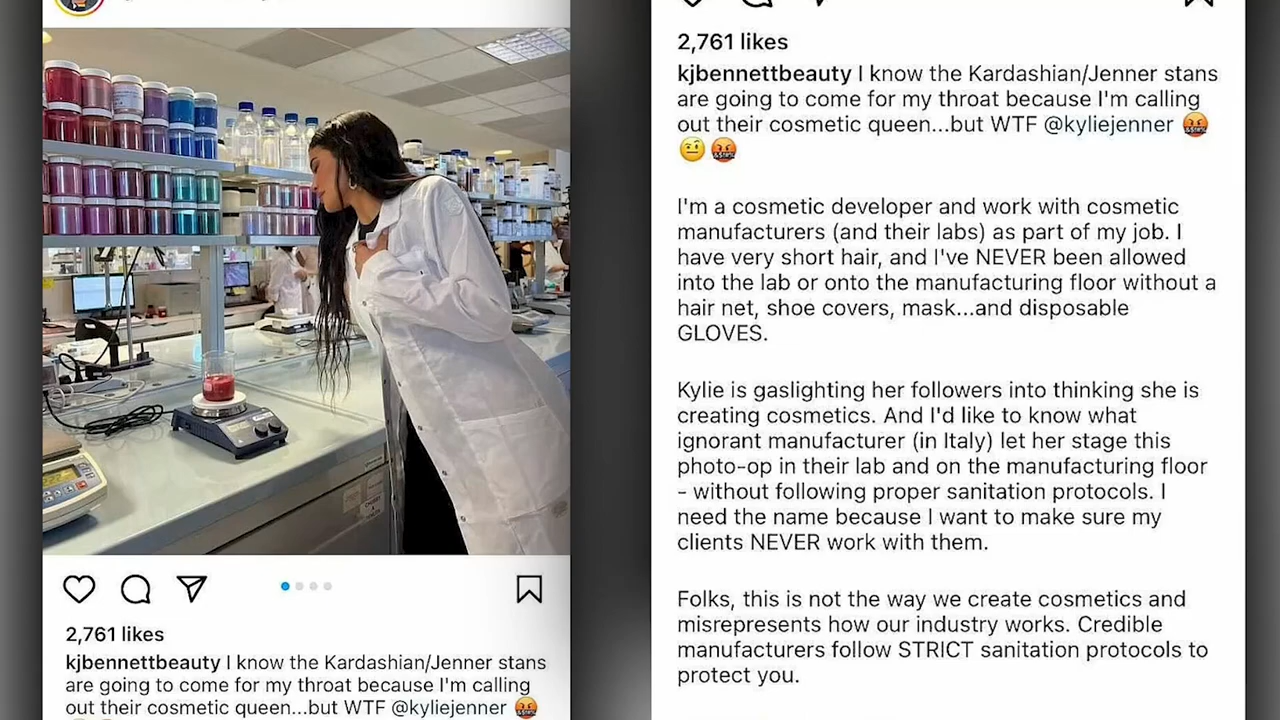 2,761 likes
kjbennettbeauty I know the Kardashian/Jenner stans
are going to come for my throat because I'm calling
out their cosmetic queen...but WTF @kyliejenner 🤬
2,761 likes
kjbennettbeauty I know the Kardashian/Jenner stans
are going to come for my throat because I'm calling
out their cosmetic queen...but WTF @kyliejenner 🤬
🤨 🤬
I'm a cosmetic developer and work with cosmetic
manufacturers (and their labs) as part of my job. I
have very short hair, and I've NEVER been allowed
into the lab or onto the manufacturing floor without a
hair net, shoe covers, mask...and disposable
GLOVES.
Kylie is gaslighting her followers into thinking she is
creating cosmetics. And I'd like to know what
ignorant manufacturer (in Italy) let her stage this
photo-op in their lab and on the manufacturing floor
- without following proper sanitation protocols. I
need the name because I want to make sure my
clients NEVER work with them.
Folks, this is not the way we create cosmetics and
misrepresents how our industry works. Credible
manufacturers follow STRICT sanitation protocols to
protect you.